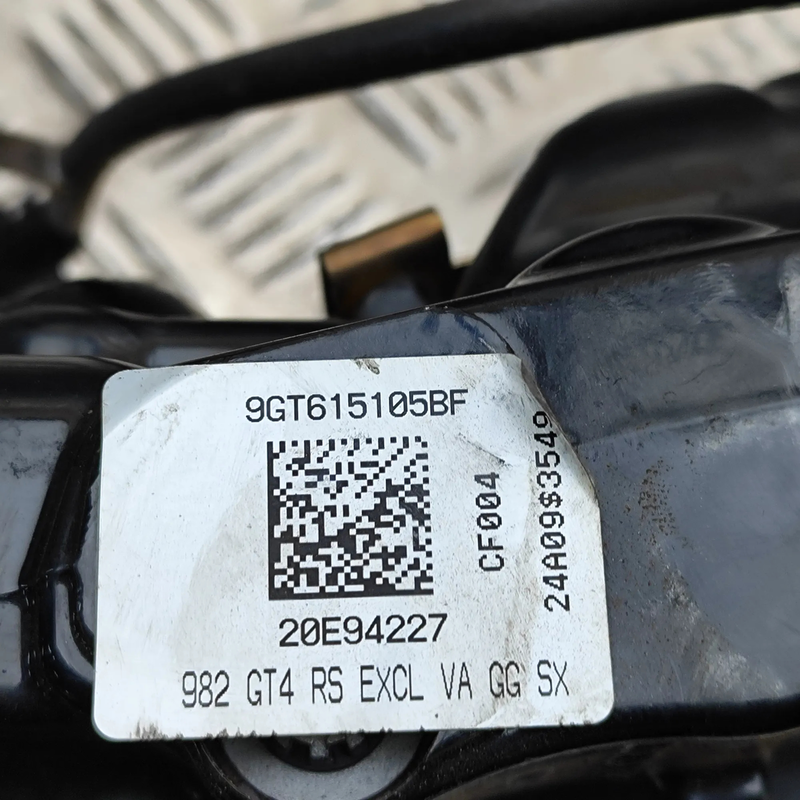 9GT615105BF
CF004
24A09$3549
20E94227
982 GT4 RS EXCL VA GG SX